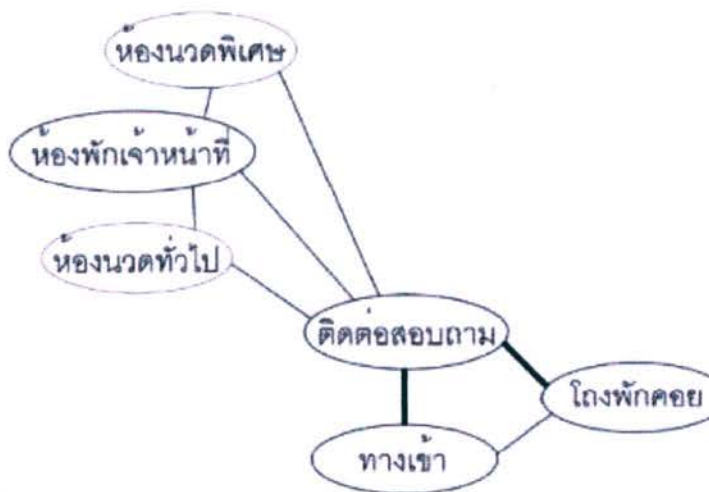 ห้องนวดพิเศษ
ห้องพักเจ้าหน้าที่
ห้องนวดทั่วไป
ติดต่อสอบถาม
โถงพักคอย
ทางเข้า